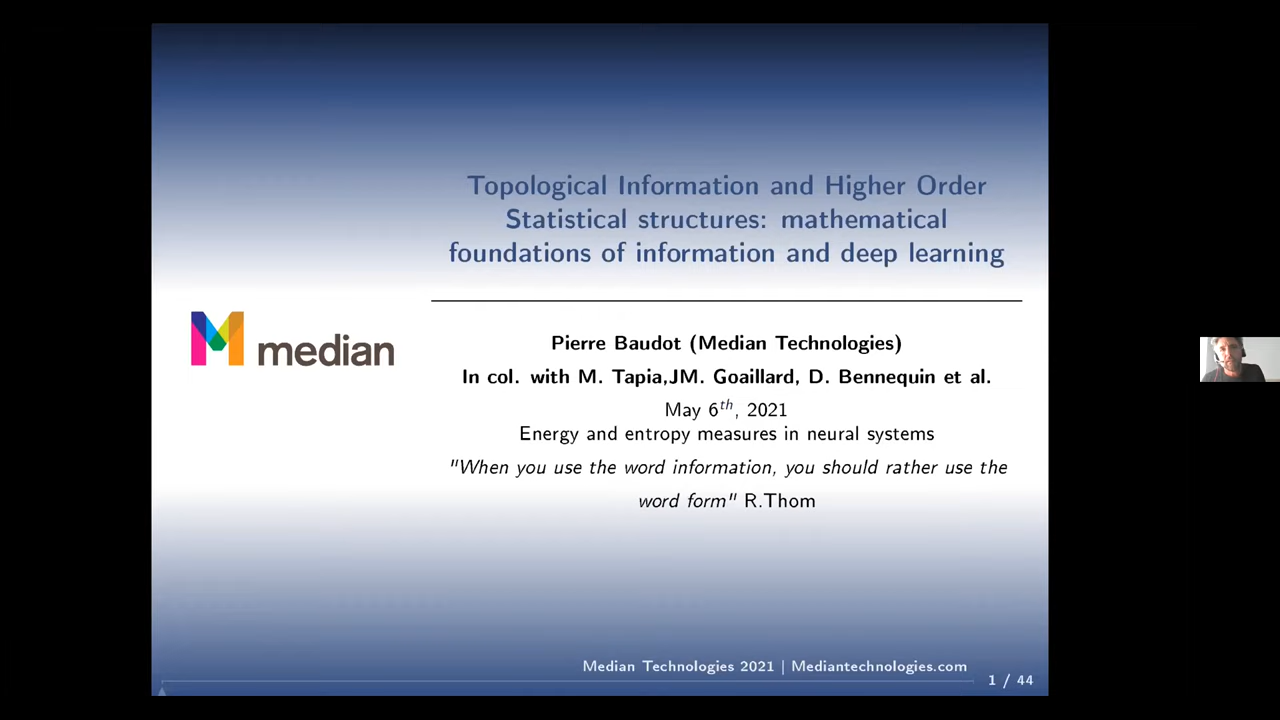 Topological Information and Higher Order
Statistical structures: mathematical
foundations of information and deep learning
median
Pierre Baudot (Median Technologies)
In col. with M. Tapia,JM. Goaillard, D. Bennequin et al.
May 6th, 2021
Energy and entropy measures in neural systems
"When you use the word information, you should rather use the
word form" R.Thom
Median Technologies 2021 | Mediantechnologies.com
1 / 44